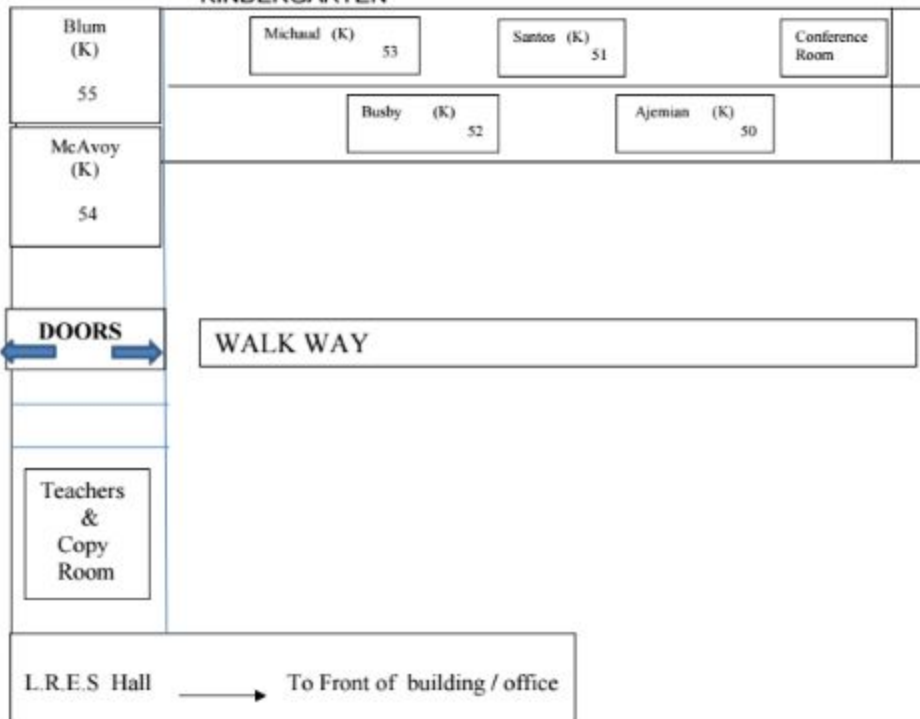 KINDERGARTEN
Blum
(K)
55
Michaud (K)
53
Santos (K)
51
Conference
Room
Busby (K)
52
Ajemian (K)
50
McAvoy
(K)
54
DOORS
WALK WAY
Teachers
&
Copy
Room
L.R.E.S Hall To Front of building / office